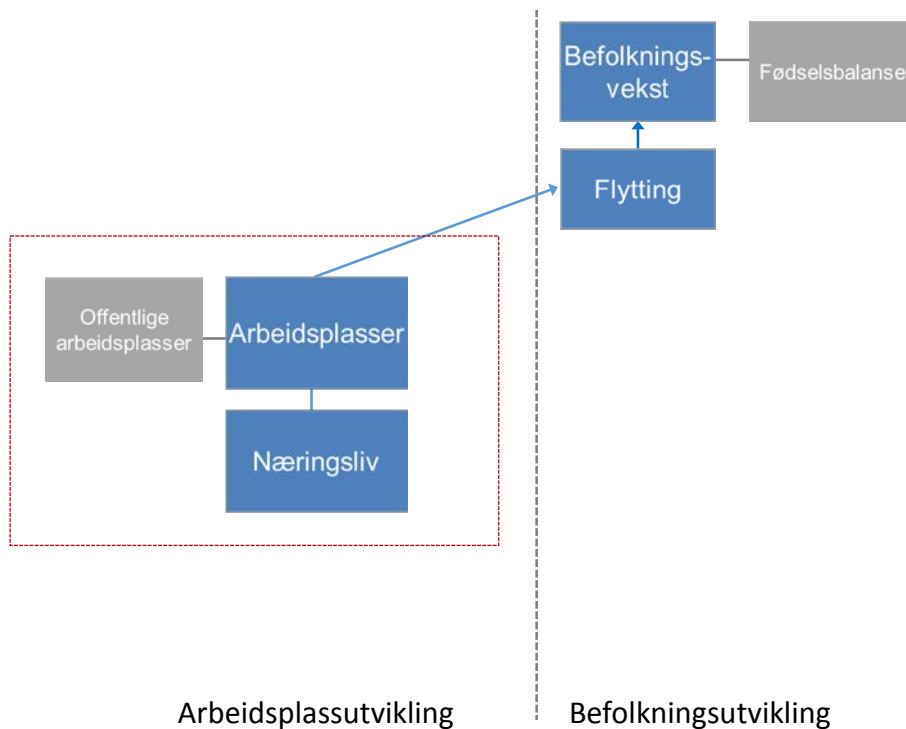 Befolknings-
vekst
Fødselsbalanse
Flytting
Offentlige
arbeidsplasser
Arbeidsplasser
Næringsliv
Arbeidsplassutvikling
Befolkningsutvikling